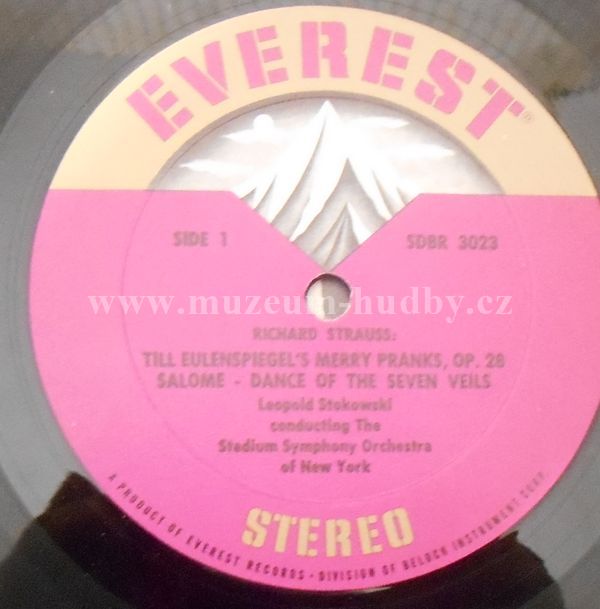 EVEREST®
SIDE 1
SDBR 3023
www.muzeum-hudby.cz
RICHARD STRAUSS:
TILL EULENSPIEGEL'S MERRY PRANKS, OP. 28
SALOME - DANCE OF THE SEVEN VEILS
Leopold Stokowski
conducting The
Stadium Symphony Orchestra
of New York
STEREO
A PRODUCT OF EVEREST RECORDS - DIVISION OF BELOCK INSTRUMENT CORP.